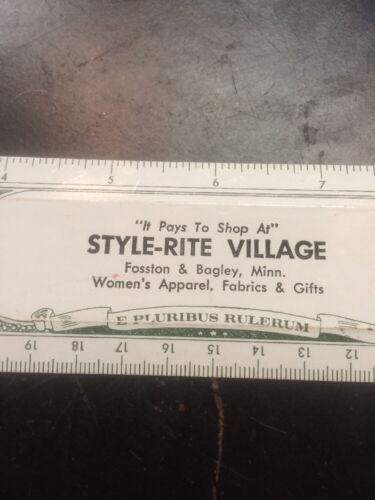 4 5 6 7
"It Pays To Shop At"
STYLE-RITE VILLAGE
Fosston & Bagley, Minn.
Women's Apparel, Fabrics & Gifts
E PLURIBUS RULERUM
19 18 17 16 15 14 13 12